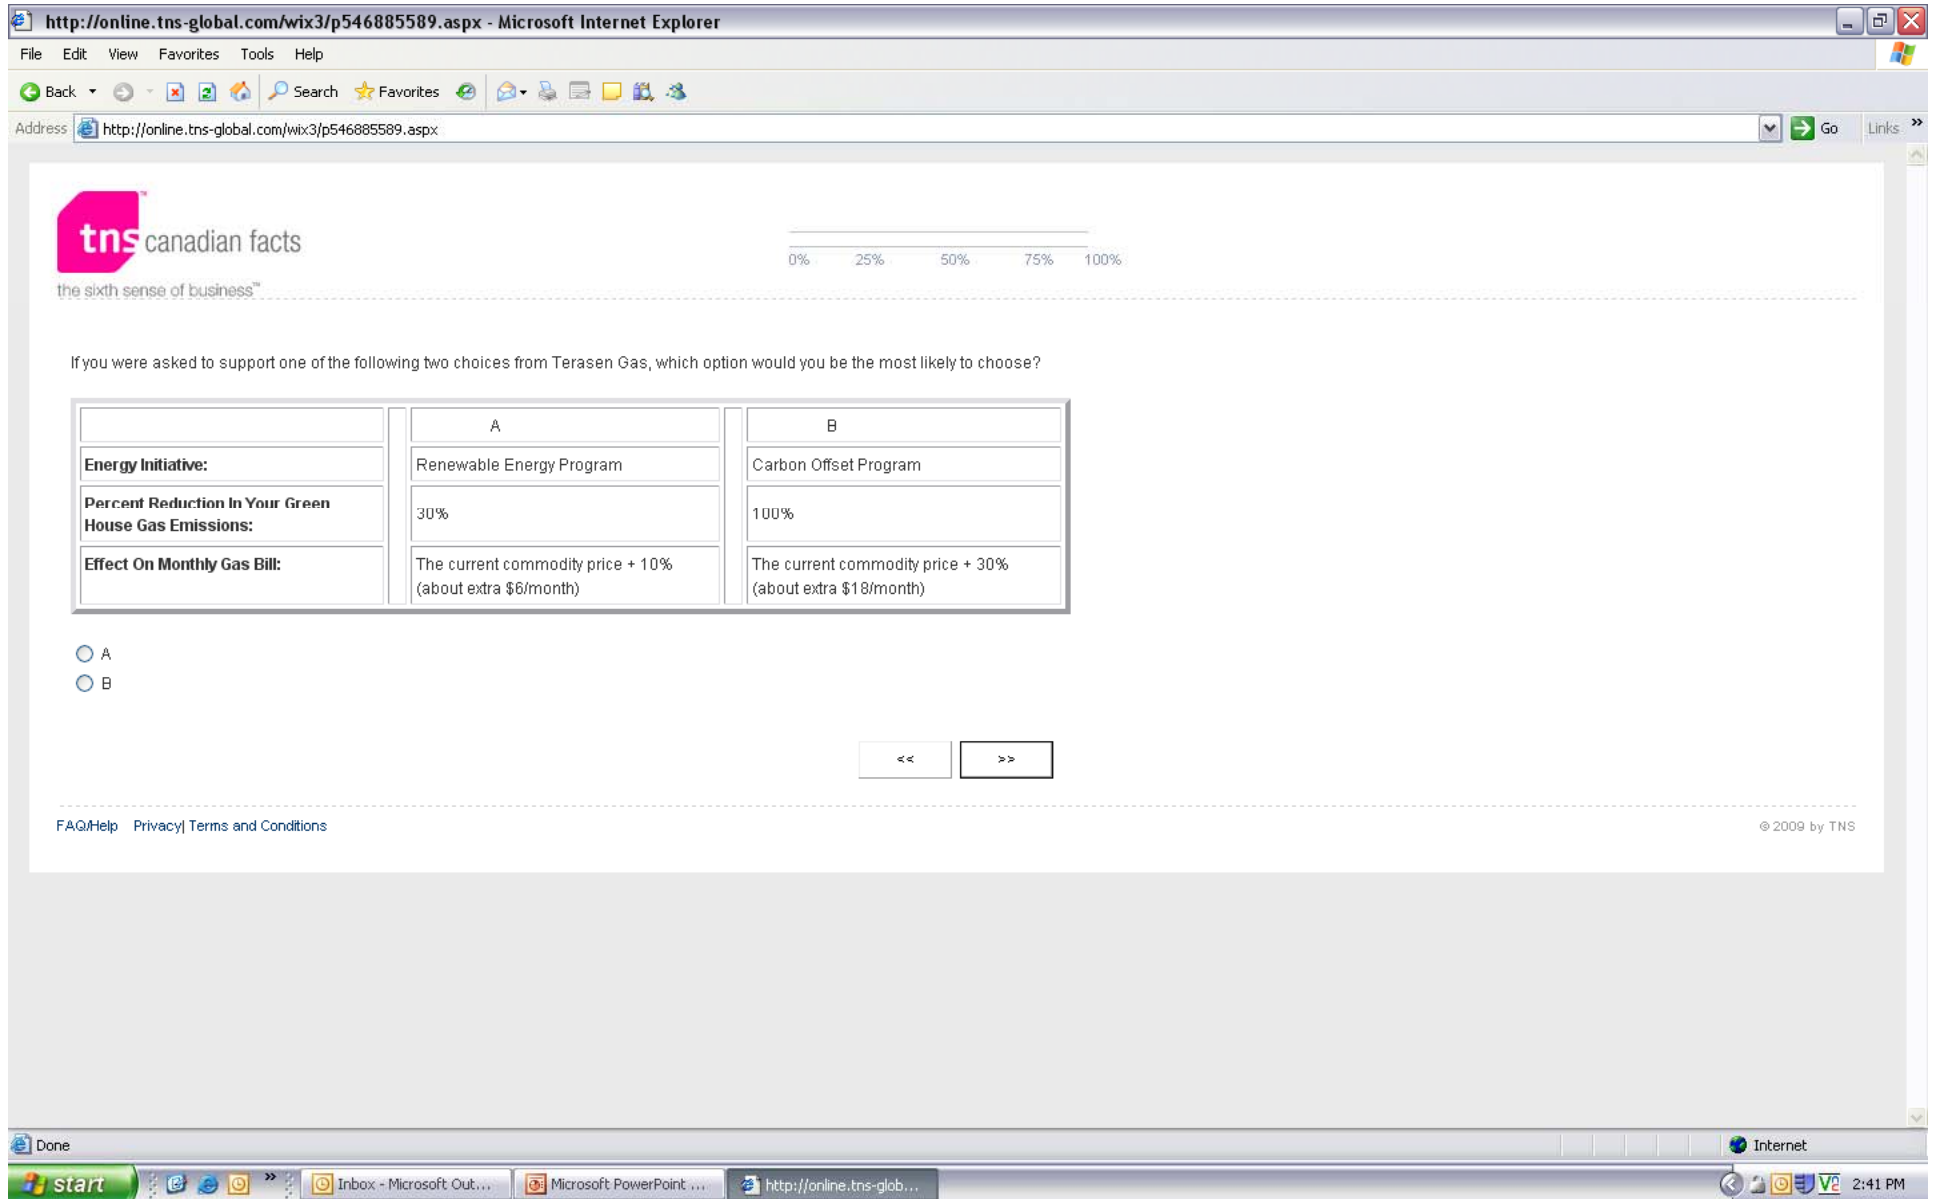 http://online.tns-global.com/wix3/p546885589.aspx - Microsoft Internet Explorer
File Edit View Favorites Tools Help
Back Search Favorites
Address http://online.tns-global.com/wix3/p546885589.aspx Go Links »
tns canadian facts ™
the sixth sense of business™
0% 25% 50% 75% 100%
If you were asked to support one of the following two choices from Terasen Gas, which option would you be the most likely to choose?
A B
Energy Initiative: Renewable Energy Program Carbon Offset Program
Percent Reduction In Your Green
House Gas Emissions: 30% 100%
Effect On Monthly Gas Bill: The current commodity price + 10% The current commodity price + 30%
(about extra $6/month) (about extra $18/month)
A
B
<< >>
FAQ/Help Privacy| Terms and Conditions © 2009 by TNS
Done Internet
start » Inbox - Microsoft Out... Microsoft PowerPoint ... http://online.tns-glob... 2:41 PM